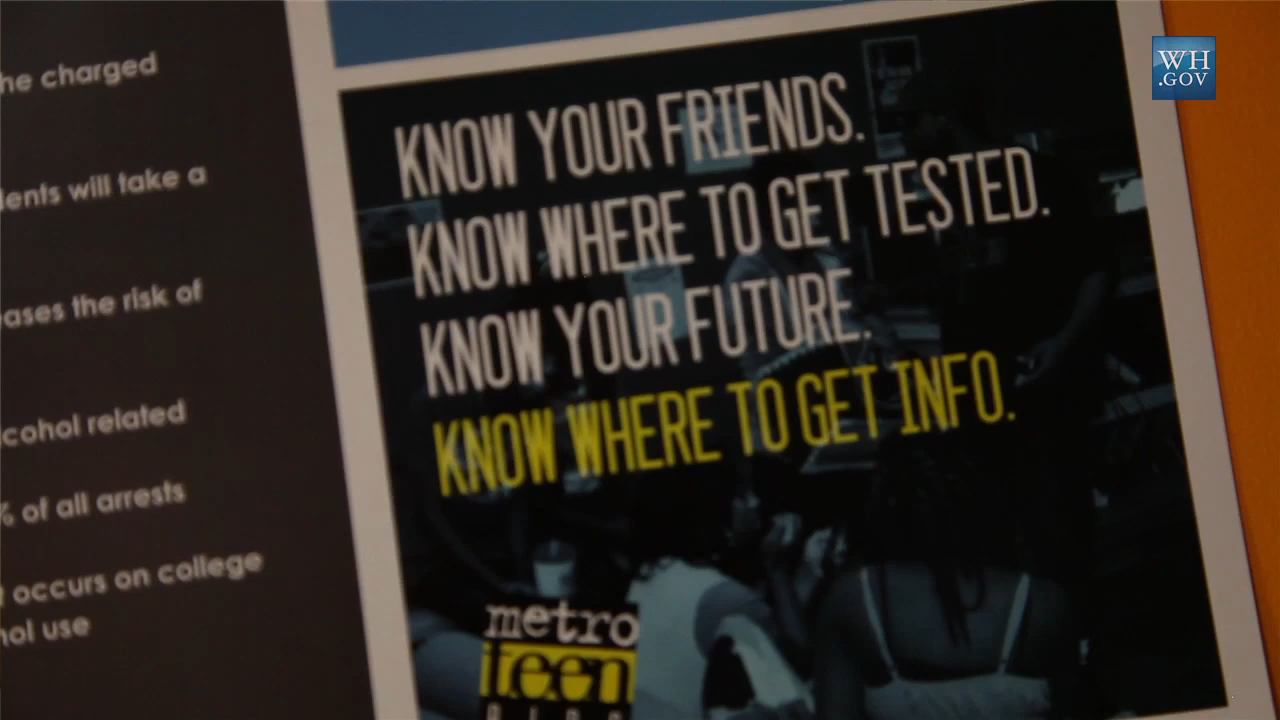 he charged
dents will take a
eases the risk of
lcohol related
% of all arrests
t occurs on college
hol use
KNOW YOUR FRIENDS.
KNOW WHERE TO GET TESTED.
KNOW YOUR FUTURE.
KNOW WHERE TO GET INFO.
metro
teen
WH
.GOV